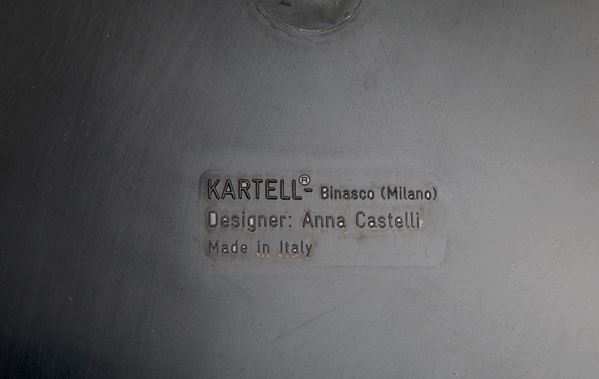 KARTELL®- Binasco (Milano)
Designer: Anna Castelli
Made in Italy